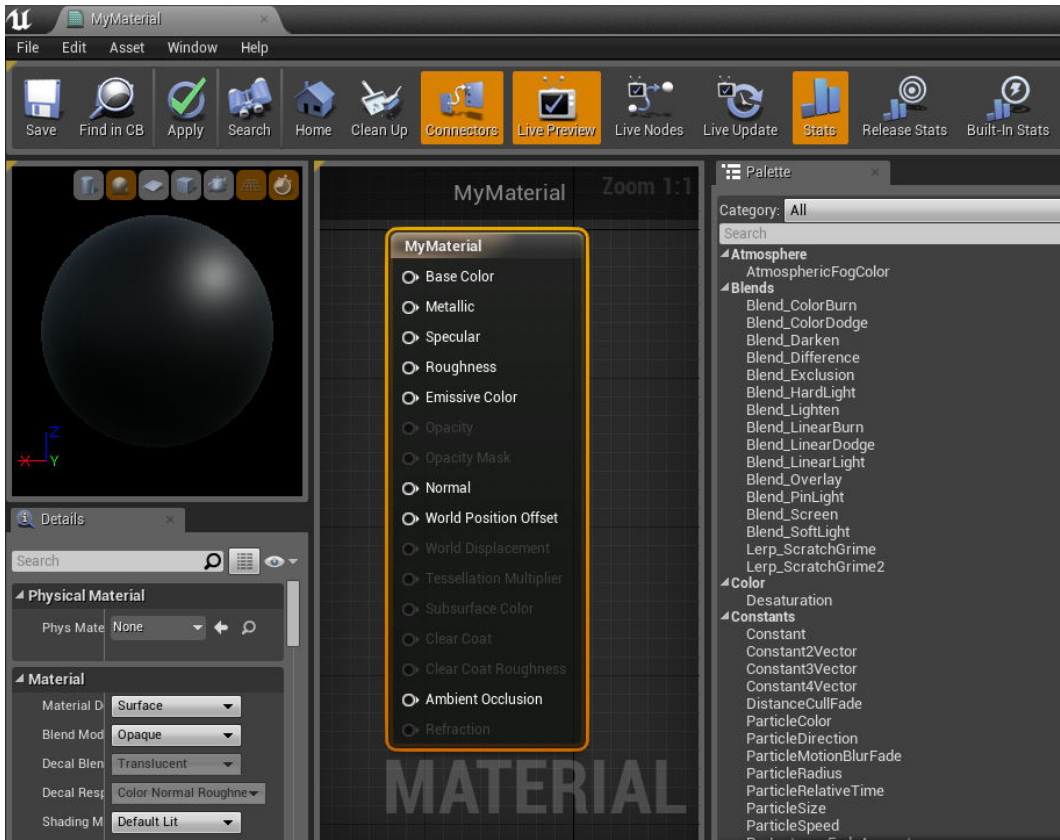 MyMaterial
File Edit Asset Window Help
Save Find in CB Apply Search Home Clean Up Connectors Live Preview Live Nodes Live Update Stats Release Stats Built-In Stats
Z
X Y
Details
Search
Physical Material
Phys Mate None
Material
Material D Surface
Blend Mod Opaque
Decal Blen Translucent
Decal Resp Color Normal Roughne
Shading M Default Lit
MyMaterial Zoom 1:1
MyMaterial
Base Color
Metallic
Specular
Roughness
Emissive Color
Opacity
Opacity Mask
Normal
World Position Offset
World Displacement
Tessellation Multiplier
Subsurface Color
Clear Coat
Clear Coat Roughness
Ambient Occlusion
Refraction
MATERIAL
Palette
Category: All
Search
Atmosphere
AtmosphericFogColor
Blends
Blend_ColorBurn
Blend_ColorDodge
Blend_Darken
Blend_Difference
Blend_Exclusion
Blend_HardLight
Blend_Lighten
Blend_LinearBurn
Blend_LinearDodge
Blend_LinearLight
Blend_Overlay
Blend_PinLight
Blend_Screen
Blend_SoftLight
Lerp_ScratchGrime
Lerp_ScratchGrime2
Color
Desaturation
Constants
Constant
Constant2Vector
Constant3Vector
Constant4Vector
DistanceCullFade
ParticleColor
ParticleDirection
ParticleMotionBlurFade
ParticleRadius
ParticleRelativeTime
ParticleSize
ParticleSpeed